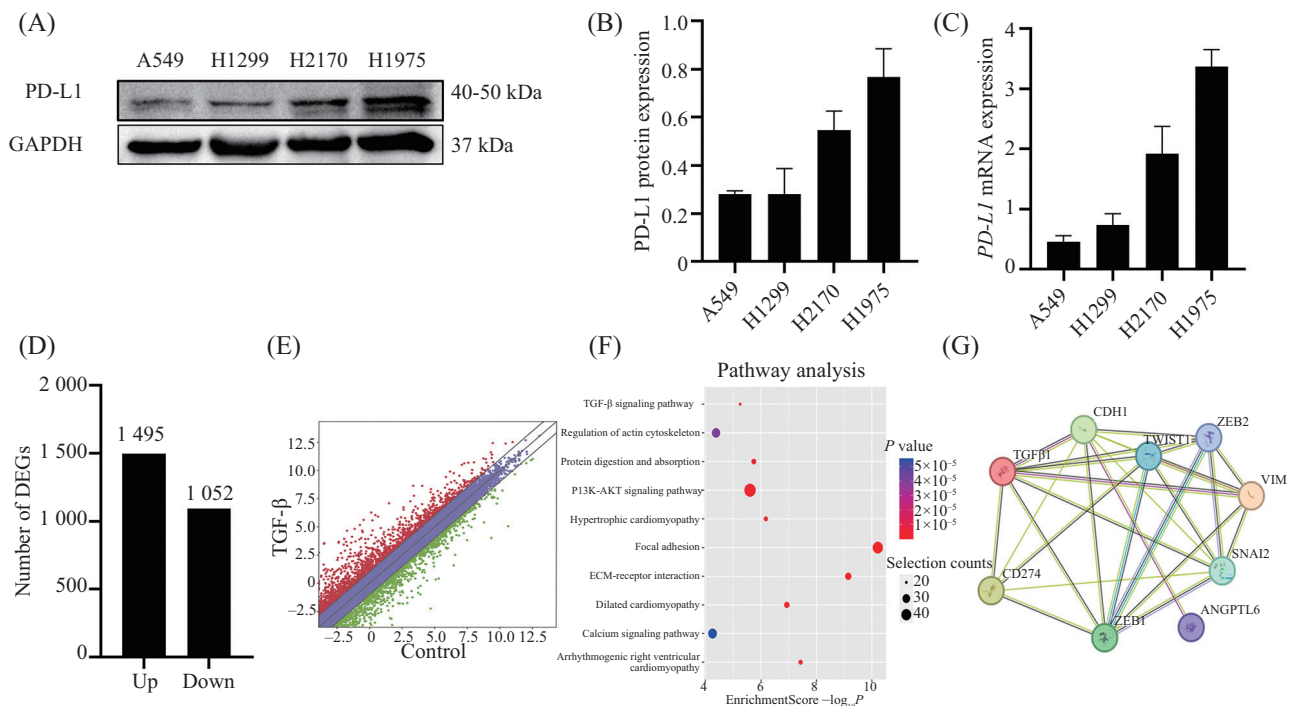 (A)
A549 H1299 H2170 H1975
PD-L1
40-50 kDa
GAPDH
37 kDa
(B)
PD-L1 protein expression
1.0
0.8
0.6
0.4
0.2
0
A549
H1299
H2170
H1975
(C)
PD-L1 mRNA expression
4
3
2
1
0
A549
H1299
H2170
H1975
(D)
Number of DEGs
2 000
1 500
1 000
500
0
1 495
1 052
Up
Down
(E)
TGF-β
12.5
10.0
7.5
5.0
2.5
0
−2.5
−2.5 0 2.5 5.0 7.5 10.0 12.5
Control
(F)
Pathway analysis
TGF-β signaling pathway
Regulation of actin cytoskeleton
Protein digestion and absorption
P13K-AKT signaling pathway
Hypertrophic cardiomyopathy
Focal adhesion
ECM-receptor interaction
Dilated cardiomyopathy
Calcium signaling pathway
Arrhythmogenic right ventricular
cardiomyopathy
4 6 8 10
EnrichmentScore −log₁₀P
P value
5×10⁻⁵
4×10⁻⁵
3×10⁻⁵
2×10⁻⁵
1×10⁻⁵
Selection counts
20
30
40
(G)
CDH1
ZEB2
TWIST1
TGFβ1
VIM
SNAI2
CD274
ANGPTL6
ZEB1